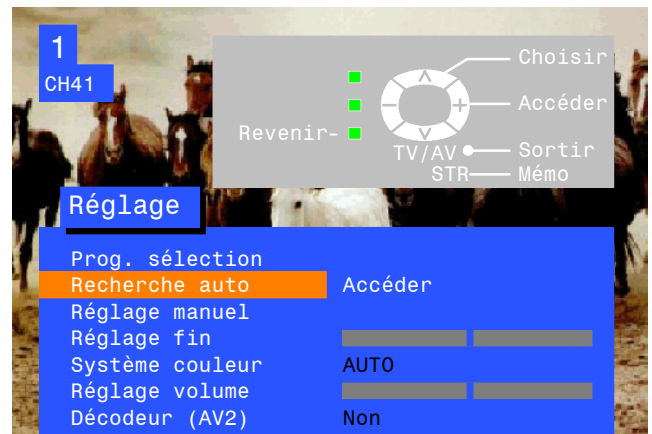 1
CH41
Choisir
Accéder
Revenir-
TV/AV Sortir
STR Mémo
Réglage
Prog. sélection
Recherche auto Accéder
Réglage manuel
Réglage fin
Système couleur AUTO
Réglage volume
Décodeur (AV2) Non